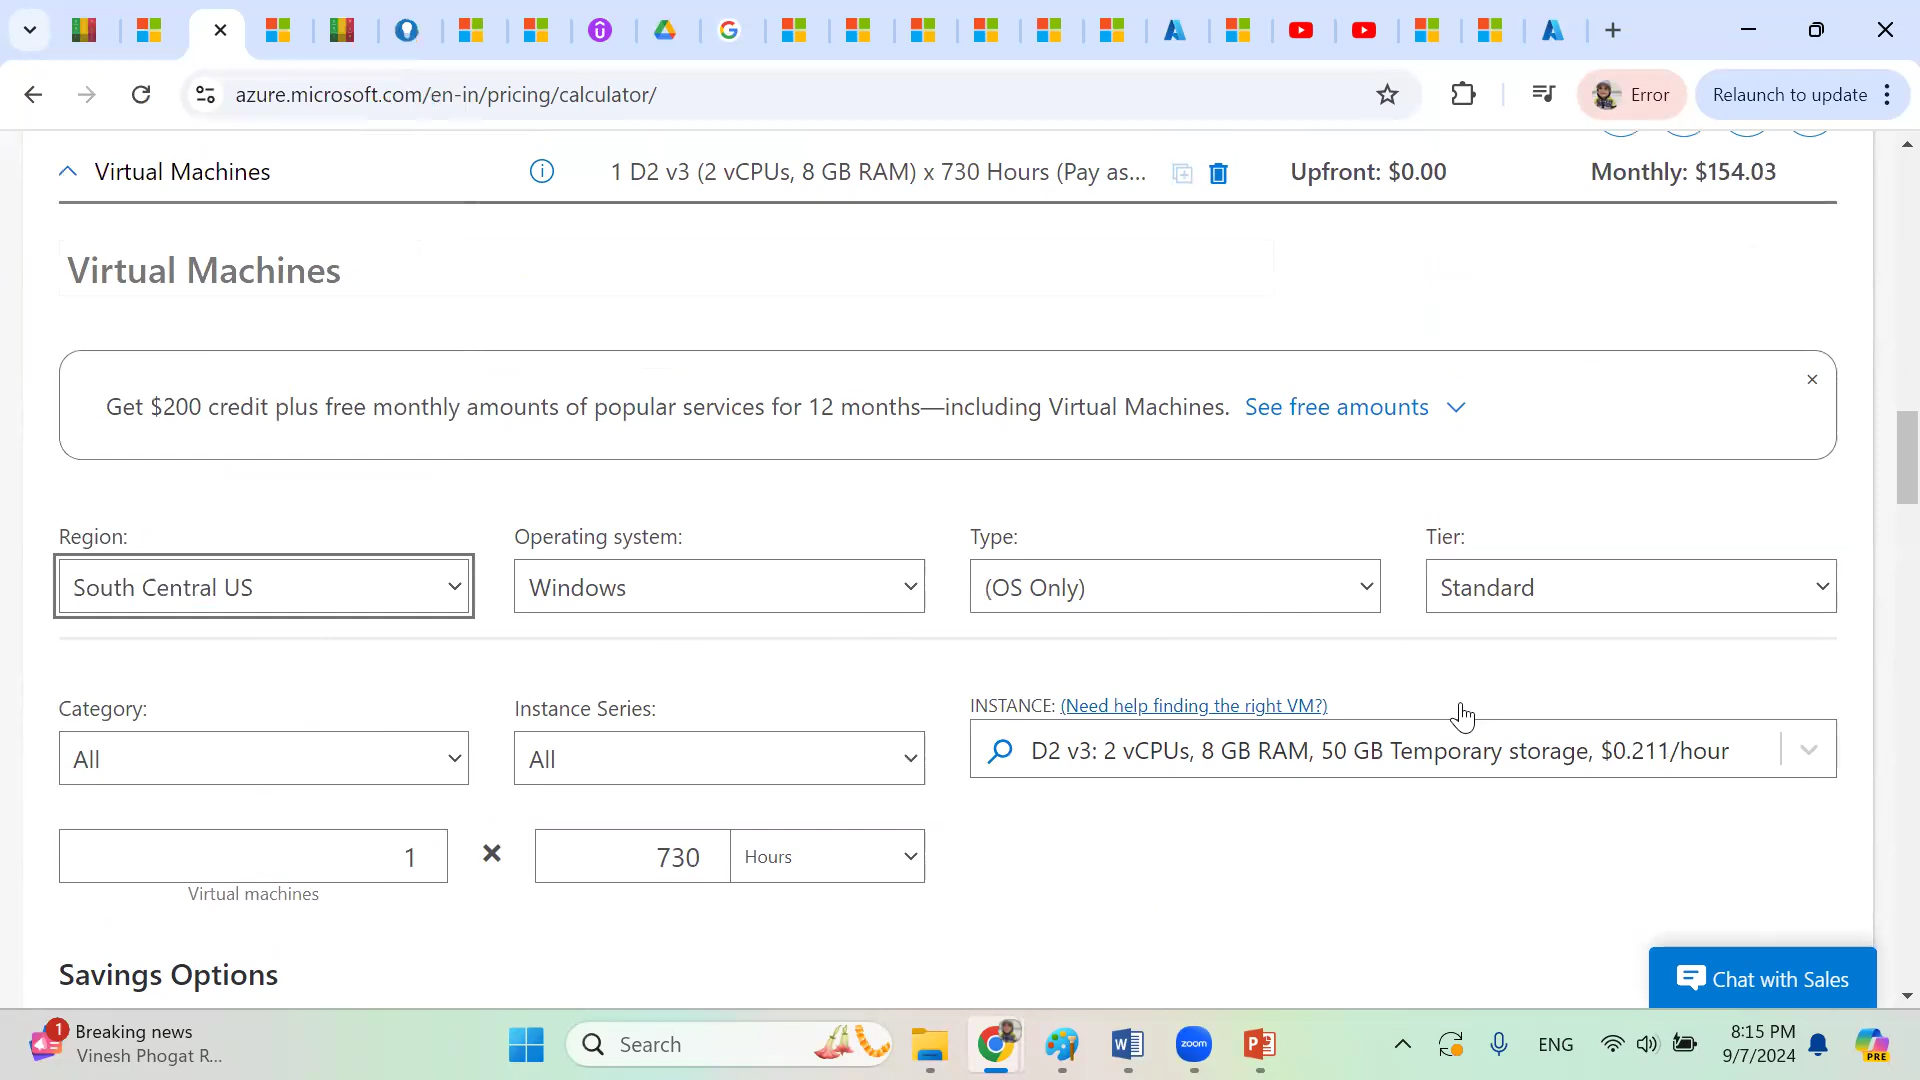 azure.microsoft.com/en-in/pricing/calculator/
Error
Relaunch to update
Virtual Machines
1 D2 v3 (2 vCPUs, 8 GB RAM) x 730 Hours (Pay as...
Upfront: $0.00
Monthly: $154.03
Virtual Machines
Get $200 credit plus free monthly amounts of popular services for 12 months—including Virtual Machines. See free amounts
Region:
Operating system:
Type:
Tier:
South Central US
Windows
(OS Only)
Standard
Category:
Instance Series:
INSTANCE: (Need help finding the right VM?)
All
All
D2 v3: 2 vCPUs, 8 GB RAM, 50 GB Temporary storage, $0.211/hour
1
×
730
Hours
Virtual machines
Savings Options
Chat with Sales
1
Breaking news
Vinesh Phogat R...
Search
zoom
ENG
8:15 PM
9/7/2024
PRE